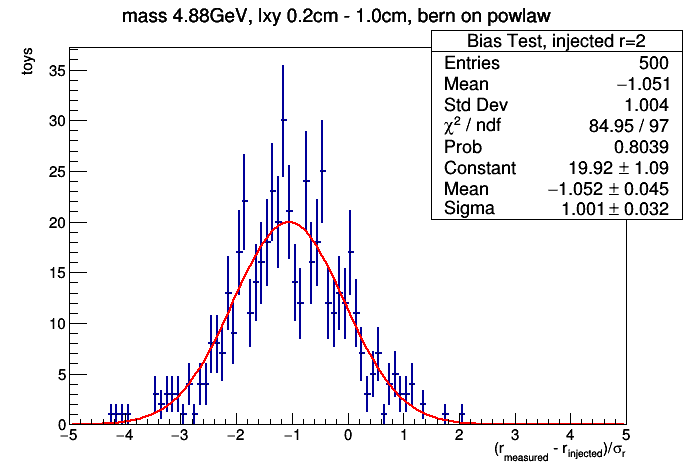 mass 4.88GeV, lxy 0.2cm - 1.0cm, bern on powlaw
Bias Test, injected r=2
Entries 500
Mean −1.051
Std Dev 1.004
χ² / ndf 84.95 / 97
Prob 0.8039
Constant 19.92 ± 1.09
Mean −1.052 ± 0.045
Sigma 1.001 ± 0.032
toys
35
30
25
20
15
10
5
0
−5 −4 −3 −2 −1 0 1 2 3 4 5
(r_measured - r_injected)/σ_r